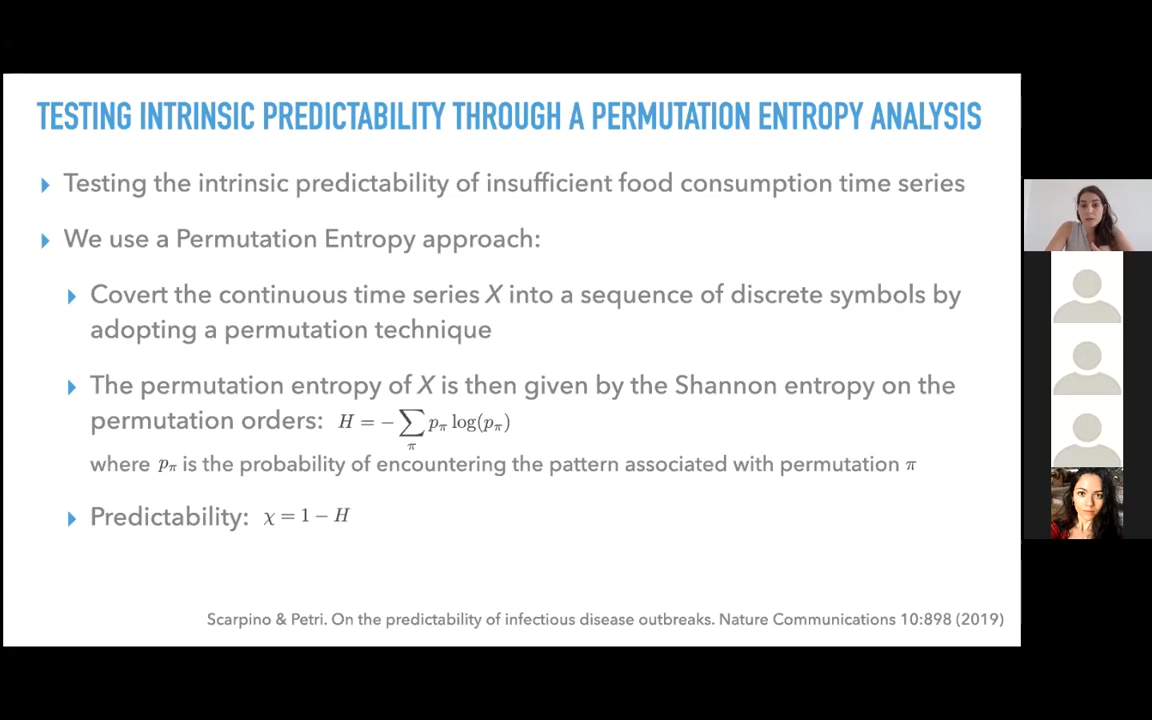 TESTING INTRINSIC PREDICTABILITY THROUGH A PERMUTATION ENTROPY ANALYSIS
Testing the intrinsic predictability of insufficient food consumption time series
We use a Permutation Entropy approach:
Covert the continuous time series X into a sequence of discrete symbols by
adopting a permutation technique
The permutation entropy of X is then given by the Shannon entropy on the
permutation orders: H = −∑_π p_π log(p_π)
where p_π is the probability of encountering the pattern associated with permutation π
Predictability: χ = 1 − H
Scarpino & Petri. On the predictability of infectious disease outbreaks. Nature Communications 10:898 (2019)